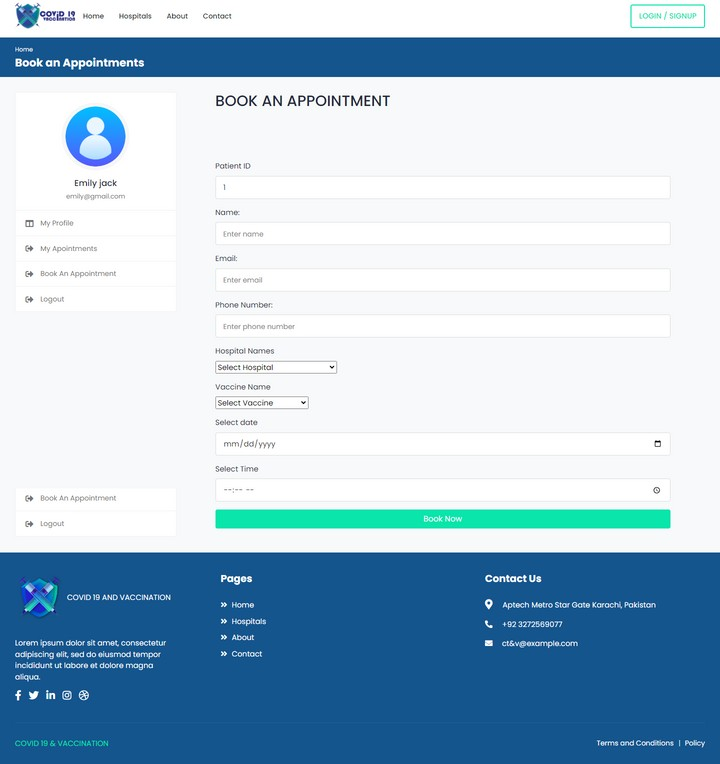 COVID 19
VACCINATION
Home
Hospitals
About
Contact
LOGIN / SIGNUP
Home
Book an Appointments
Emily jack
emily@gmail.com
My Profile
My Apointments
Book An Appointment
Logout
BOOK AN APPOINTMENT
Patient ID
1
Name:
Enter name
Email:
Enter email
Phone Number:
Enter phone number
Hospital Names
Select Hospital
Vaccine Name
Select Vaccine
Select date
mm/dd/yyyy
Select Time
--:-- --
Book Now
Book An Appointment
Logout
COVID 19 AND VACCINATION
Lorem ipsum dolor sit amet, consectetur
adipiscing elit, sed do eiusmod tempor
incididunt ut labore et dolore magna
aliqua.
Pages
Home
Hospitals
About
Contact
Contact Us
Aptech Metro Star Gate Karachi, Pakistan
+92 3272569077
ct&v@example.com
COVID 19 & VACCINATION
Terms and Conditions | Policy